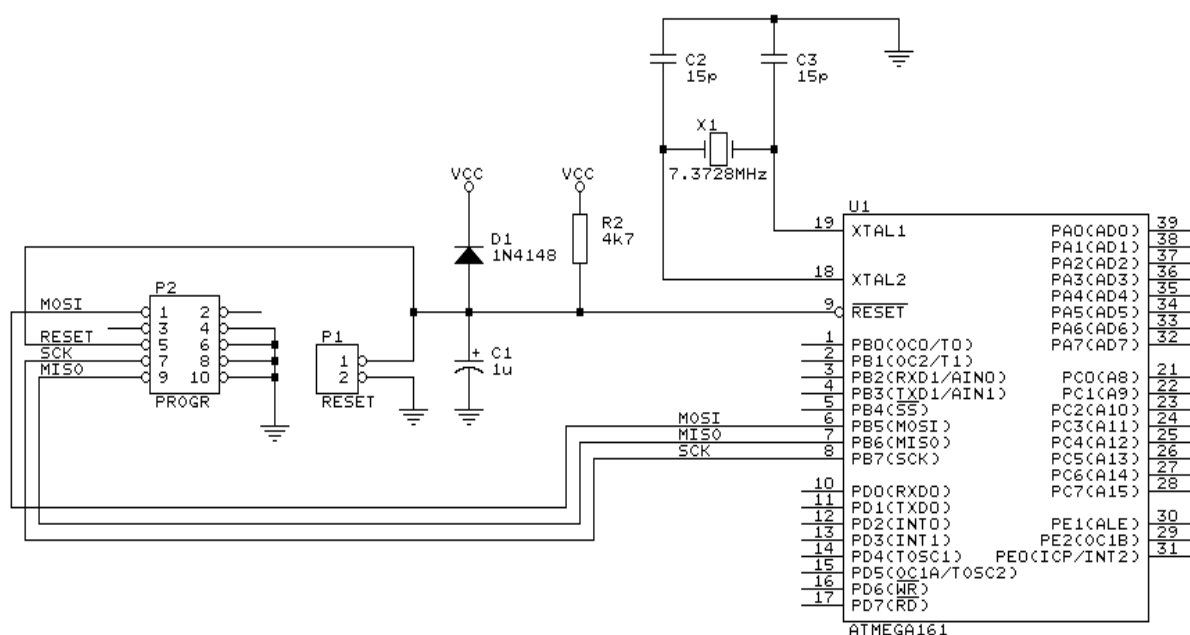 C2
15p
C3
15p
X1
7.3728MHz
VCC
VCC
D1
1N4148
R2
4k7
P2
MOSI
RESET
SCK
MISO
1 2
3 4
5 6
7 8
9 10
PROGR
P1
1
2
RESET
+
C1
1u
MOSI
MISO
SCK
U1
19 XTAL1
18 XTAL2
9 RESET
1 PB0(OC0/T0)
2 PB1(OC2/T1)
3 PB2(RXD1/AIN0)
4 PB3(TXD1/AIN1)
5 PB4(SS)
6 PB5(MOSI)
7 PB6(MISO)
8 PB7(SCK)
10 PD0(RXD0)
11 PD1(TXD0)
12 PD2(INT0)
13 PD3(INT1)
14 PD4(TOSC1)
15 PD5(OC1A/TOSC2)
16 PD6(WR)
17 PD7(RD)
PA0(AD0) 39
PA1(AD1) 38
PA2(AD2) 37
PA3(AD3) 36
PA4(AD4) 35
PA5(AD5) 34
PA6(AD6) 33
PA7(AD7) 32
PC0(A8) 21
PC1(A9) 22
PC2(A10) 23
PC3(A11) 24
PC4(A12) 25
PC5(A13) 26
PC6(A14) 27
PC7(A15) 28
PE1(ALE) 30
PE2(OC1B) 29
PE0(ICP/INT2) 31
ATMEGA161